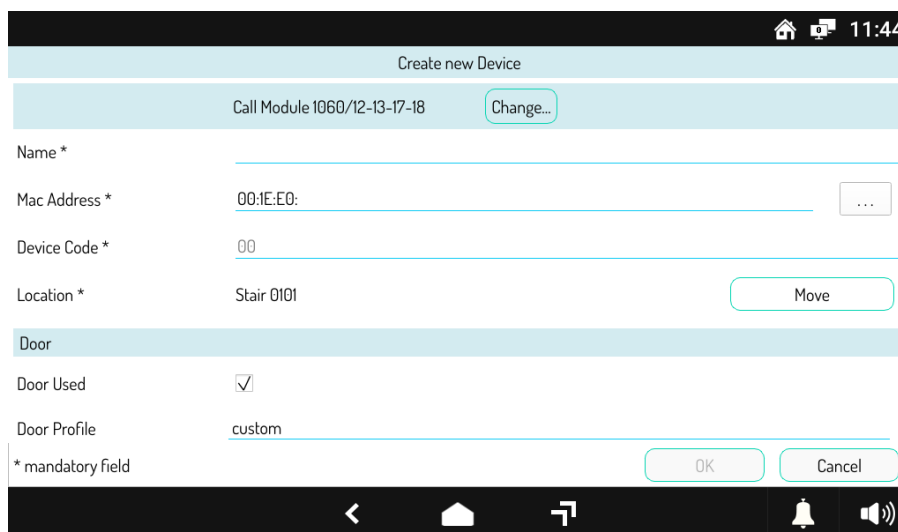 0
11:44
Create new Device
Call Module 1060/12-13-17-18 Change...
Name *
Mac Address * 00:1E:E0: ...
Device Code * 00
Location * Stair 0101 Move
Door
Door Used
Door Profile custom
* mandatory field OK Cancel